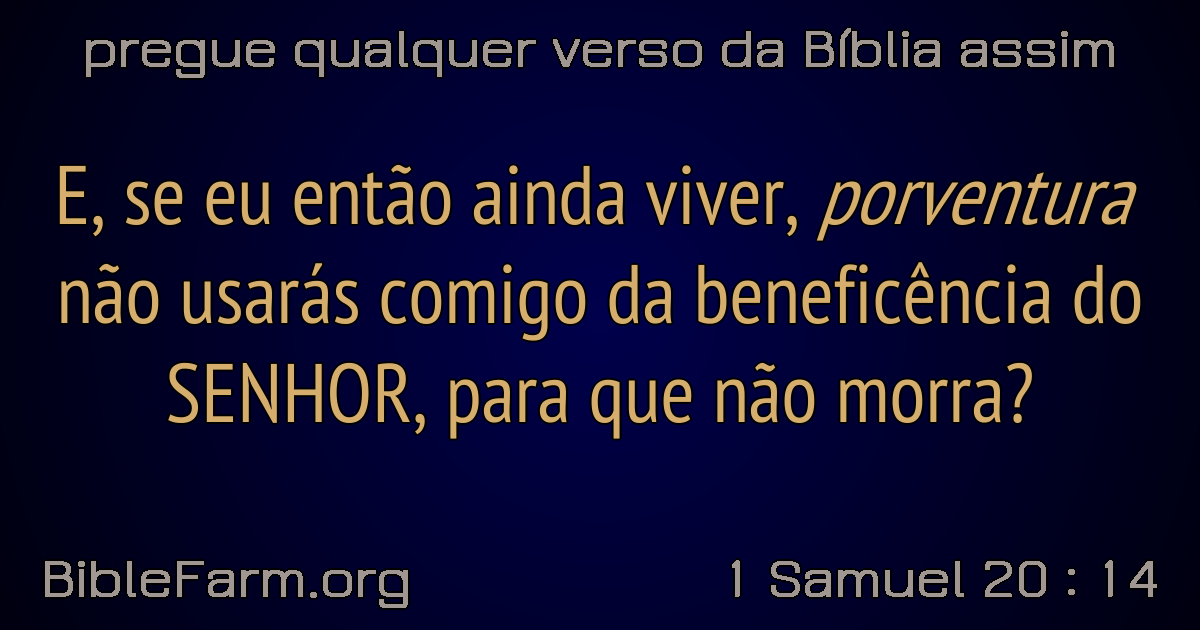 pregue qualquer verso da Bíblia assim
E, se eu então ainda viver, porventura
não usarás comigo da beneficência do
SENHOR, para que não morra?
BibleFarm.org
1 Samuel 20 : 14